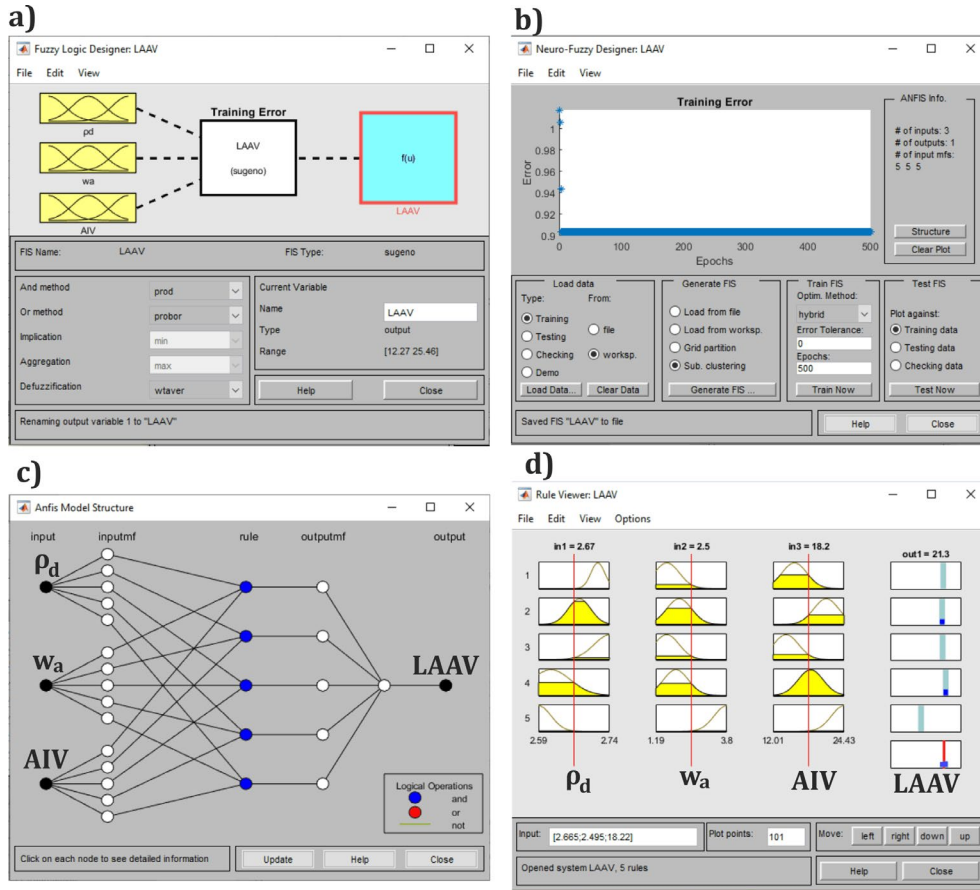 a)
Fuzzy Logic Designer: LAAV
File Edit View
ρd
wa
AIV
Training Error
LAAV
(sugeno)
f(u)
LAAV
FIS Name: LAAV FIS Type: sugeno
And method prod
Or method probor
Implication min
Aggregation max
Defuzzification wtaver
Current Variable
Name LAAV
Type output
Range [12.27 25.46]
Help Close
Renaming output variable 1 to "LAAV"
b)
Neuro-Fuzzy Designer: LAAV
File Edit View
Training Error
Error
1
0.98
0.96
0.94
0.92
0.9
0 100 200 300 400 500
Epochs
ANFIS Info.
# of inputs: 3
# of outputs: 1
# of input mfs:
5 5 5
Structure
Clear Plot
Load data
Type: From:
Training
Testing
Checking
Demo
file
worksp.
Load Data... Clear Data
Generate FIS
Load from file
Load from worksp.
Grid partition
Sub. clustering
Generate FIS ...
Train FIS
Optim. Method:
hybrid
Error Tolerance:
0
Epochs:
500
Train Now
Test FIS
Plot against:
Training data
Testing data
Checking data
Test Now
Saved FIS "LAAV" to file
Help Close
c)
Anfis Model Structure
input inputmf rule outputmf output
ρd
wa
AIV
LAAV
Logical Operations
and
or
not
Click on each node to see detailed information
Update Help Close
d)
Rule Viewer: LAAV
File Edit View Options
in1 = 2.67 in2 = 2.5 in3 = 18.2 out1 = 21.3
1
2
3
4
5
2.59 2.74 1.19 3.8 12.01 24.43
ρd wa AIV LAAV
Input: [2.665;2.495;18.22] Plot points: 101 Move: left right down up
Opened system LAAV, 5 rules
Help Close